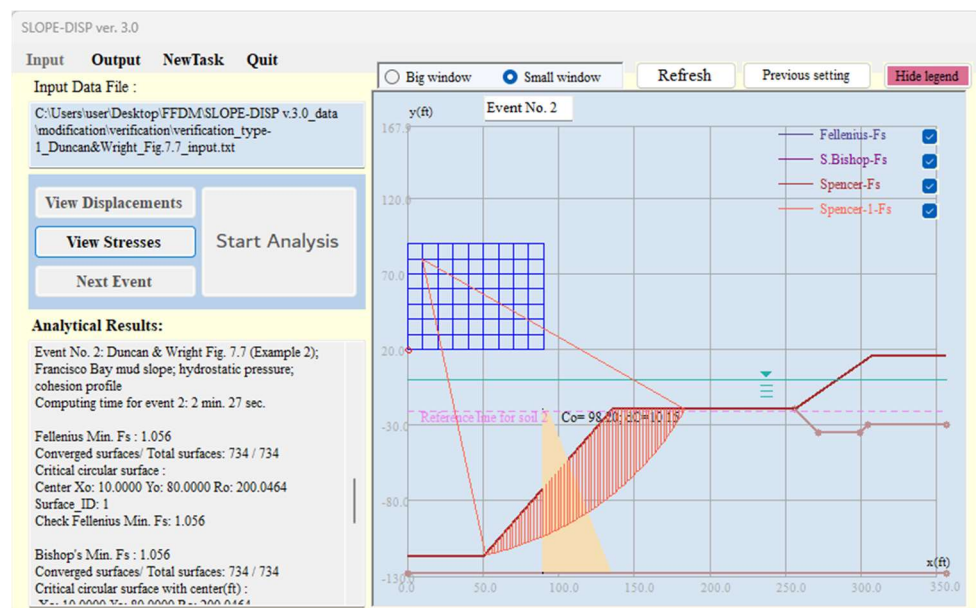 SLOPE-DISP ver. 3.0
Input Output NewTask Quit
Input Data File :
C:\Users\user\Desktop\FFDM\SLOPE-DISP v.3.0_data
\modification\verification\verification_type-
1_Duncan&Wright_Fig.7.7_input.txt
View Displacements
View Stresses
Next Event
Start Analysis
Analytical Results:
Event No. 2: Duncan & Wright Fig. 7.7 (Example 2);
Francisco Bay mud slope; hydrostatic pressure;
cohesion profile
Computing time for event 2: 2 min. 27 sec.
Fellenius Min. Fs : 1.056
Converged surfaces/ Total surfaces: 734 / 734
Critical circular surface :
Center Xo: 10.0000 Yo: 80.0000 Ro: 200.0464
Surface_ID: 1
Check Fellenius Min. Fs: 1.056
Bishop's Min. Fs : 1.056
Converged surfaces/ Total surfaces: 734 / 734
Critical circular surface with center(ft) :
Big window Small window Refresh Previous setting Hide legend
y(ft) Event No. 2
167.9
120.0
70.0
20.0
-30.0
-80.0
-130.0
Fellenius-Fs
S.Bishop-Fs
Spencer-Fs
Spencer-1-Fs
Reference line for soil 2 Co= 98.20; dC=10.15
x(ft)
0.0 50.0 100.0 150.0 200.0 250.0 300.0 350.0